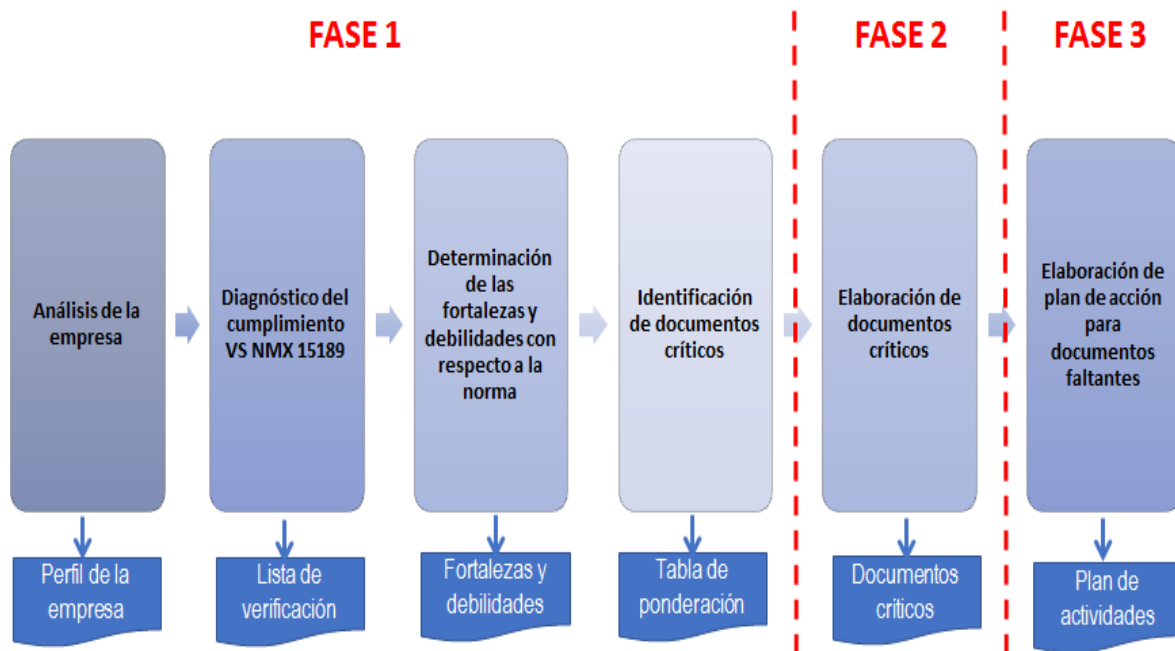 FASE 1
FASE 2
FASE 3
Análisis de la
empresa
Diagnóstico del
cumplimiento
VS NMX 15189
Determinación
de las
fortalezas y
debilidades con
respecto a la
norma
Identificación
de documentos
críticos
Elaboración de
documentos
críticos
Elaboración de
plan de acción
para
documentos
faltantes
Perfil de la
empresa
Lista de
verificación
Fortalezas y
debilidades
Tabla de
ponderación
Documentos
críticos
Plan de
actividades